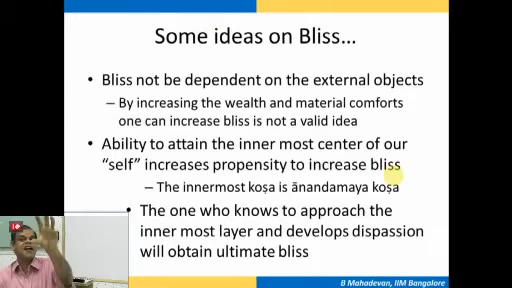 Some ideas on Bliss...
• Bliss not be dependent on the external objects
– By increasing the wealth and material comforts
one can increase bliss is not a valid idea
• Ability to attain the inner most center of our
“self” increases propensity to increase bliss
– The innermost koṣa is ānandamaya koṣa
• The one who knows to approach the
inner most layer and develops dispassion
will obtain ultimate bliss
B Mahadevan, IIM Bangalore